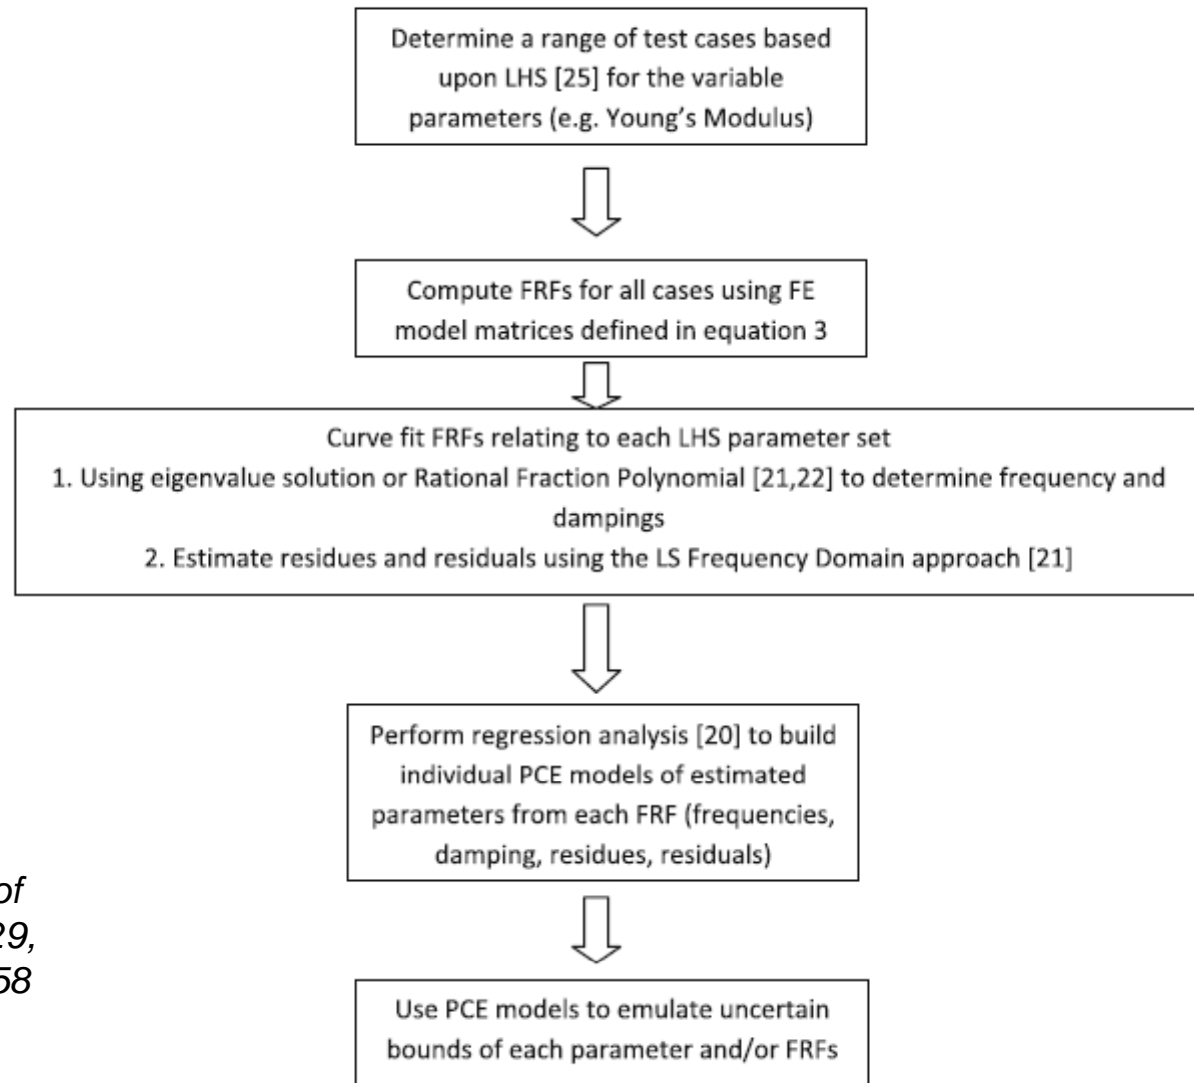 Determine a range of test cases based
upon LHS [25] for the variable
parameters (e.g. Young's Modulus)
Compute FRFs for all cases using FE
model matrices defined in equation 3
Curve fit FRFs relating to each LHS parameter set
1. Using eigenvalue solution or Rational Fraction Polynomial [21,22] to determine frequency and
dampings
2. Estimate residues and residuals using the LS Frequency Domain approach [21]
Perform regression analysis [20] to build
individual PCE models of estimated
parameters from each FRF (frequencies,
damping, residues, residuals)
of
29,
58
Use PCE models to emulate uncertain
bounds of each parameter and/or FRFs